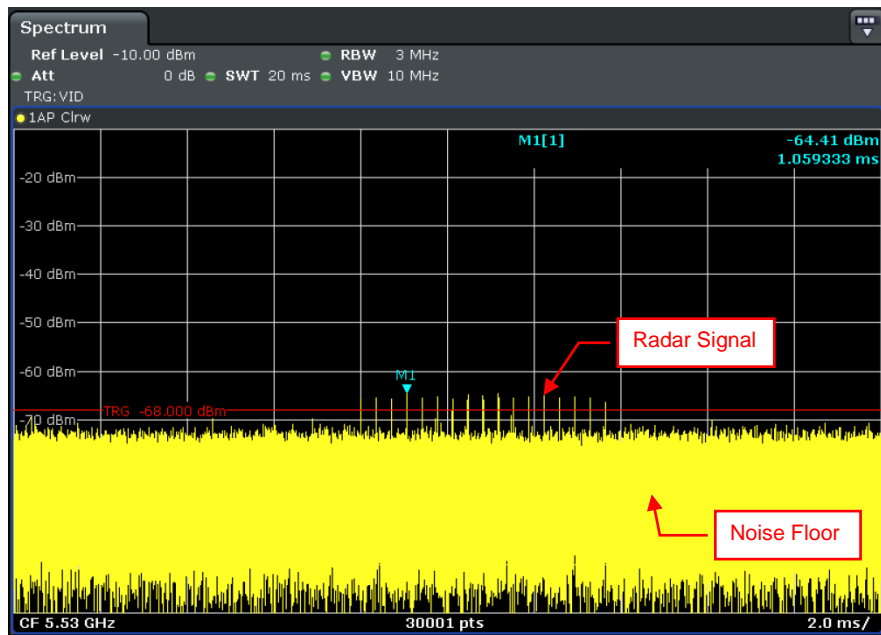 Spectrum
Ref Level -10.00 dBm RBW 3 MHz
Att 0 dB SWT 20 ms VBW 10 MHz
TRG:VID
1AP Clrw
M1[1] -64.41 dBm
1.059333 ms
-20 dBm
-30 dBm
-40 dBm
-50 dBm
Radar Signal
-60 dBm
M1
TRG -68.000 dBm
-70 dBm
Noise Floor
CF 5.53 GHz 30001 pts 2.0 ms/